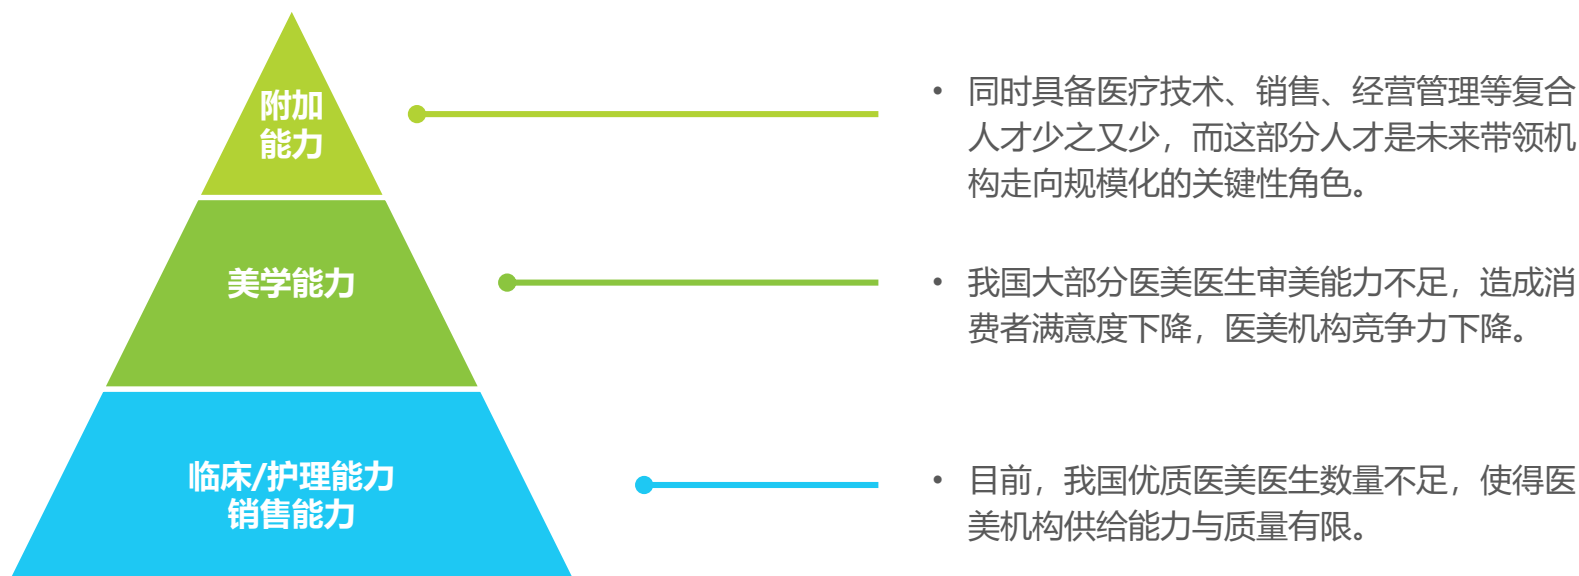 附加
能力
• 同时具备医疗技术、销售、经营管理等复合
人才少之又少，而这部分人才是未来带领机
构走向规模化的关键性角色。
美学能力
• 我国大部分医美医生审美能力不足，造成消
费者满意度下降，医美机构竞争力下降。
临床/护理能力
销售能力
• 目前，我国优质医美医生数量不足，使得医
美机构供给能力与质量有限。